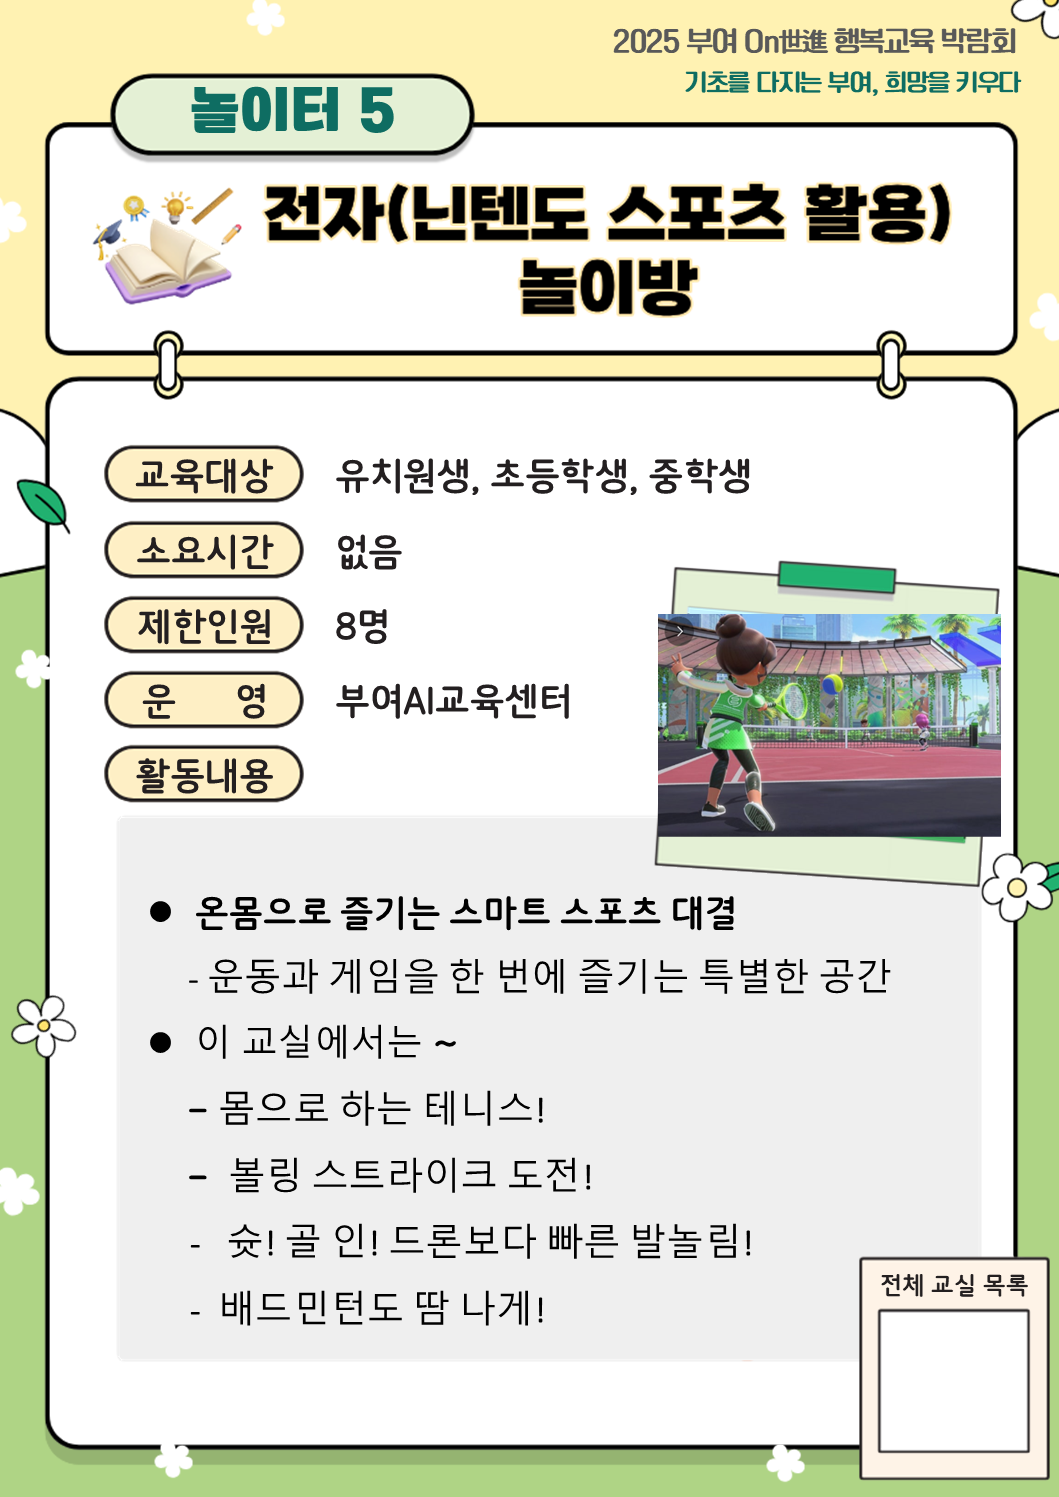 2025 부여 On世進 행복교육 박람회
기초를 다지는 부여, 희망을 키우다
놀이터 5
전자(닌텐도 스포츠 활용)
놀이방
교육대상 유치원생, 초등학생, 중학생
소요시간 없음
제한인원 8명
운 영 부여AI교육센터
활동내용
● 온몸으로 즐기는 스마트 스포츠 대결
- 운동과 게임을 한 번에 즐기는 특별한 공간
● 이 교실에서는 ~
– 몸으로 하는 테니스!
– 볼링 스트라이크 도전!
- 슛! 골 인! 드론보다 빠른 발놀림!
- 배드민턴도 땀 나게!
전체 교실 목록